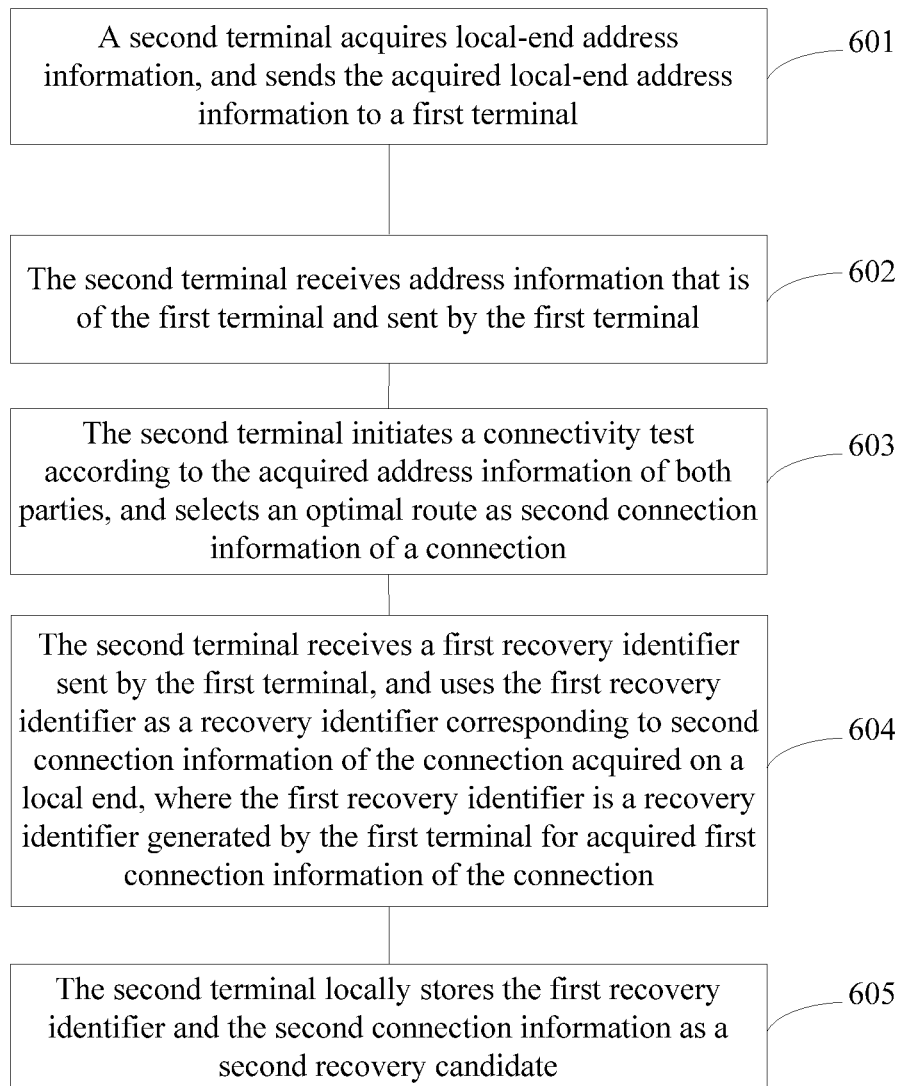 A second terminal acquires local-end address
information, and sends the acquired local-end address
information to a first terminal
601
The second terminal receives address information that is
of the first terminal and sent by the first terminal
602
The second terminal initiates a connectivity test
according to the acquired address information of both
parties, and selects an optimal route as second connection
information of a connection
603
The second terminal receives a first recovery identifier
sent by the first terminal, and uses the first recovery
identifier as a recovery identifier corresponding to second
connection information of the connection acquired on a
local end, where the first recovery identifier is a recovery
identifier generated by the first terminal for acquired first
connection information of the connection
604
The second terminal locally stores the first recovery
identifier and the second connection information as a
second recovery candidate
605